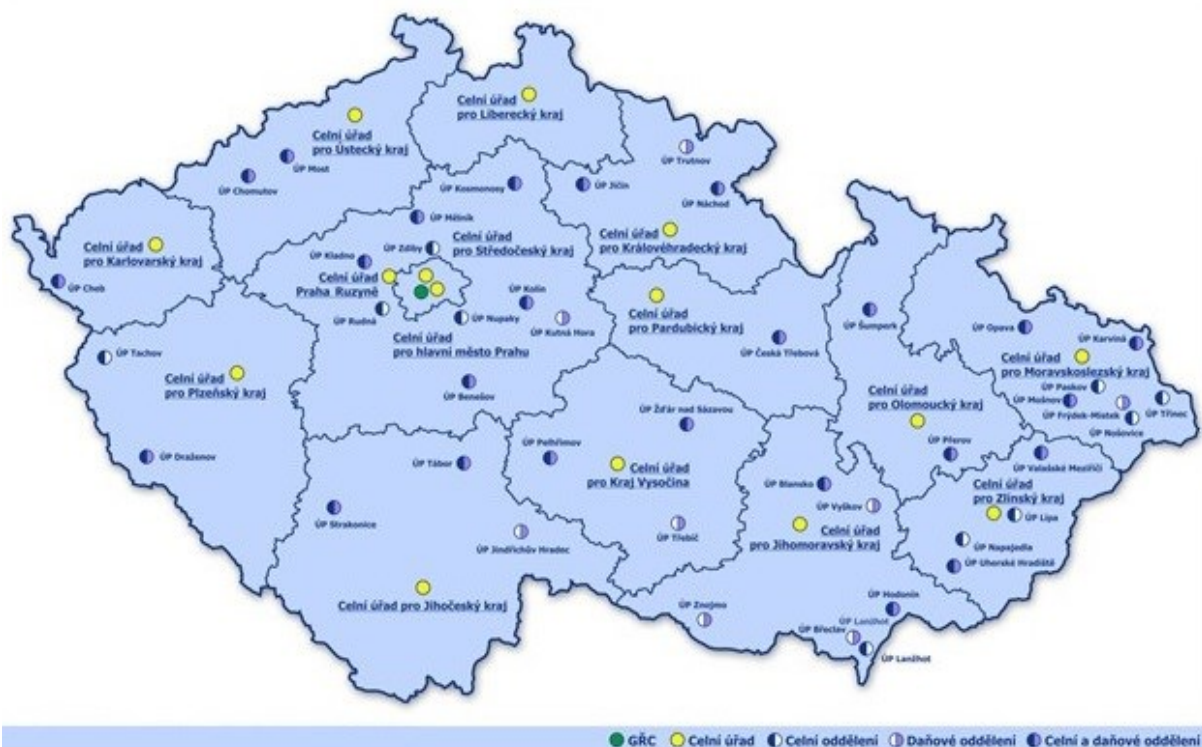 Celní úřad
pro Liberecký kraj
Celní úřad
pro Ústecký kraj
ÚP Trutnov
ÚP Most
ÚP Chomutov
ÚP Kosmonosy
ÚP Jičín
ÚP Náchod
ÚP Mělník
Celní úřad
pro Karlovarský kraj
ÚP Zdiby
Celní úřad
pro Středočeský kraj
Celní úřad
pro Královéhradecký kraj
ÚP Kladno
ÚP Cheb
Celní úřad
Praha Ruzyně
ÚP Kolín
ÚP Rudná
ÚP Nupaky
ÚP Kutná Hora
Celní úřad
pro hlavní město Prahu
Celní úřad
pro Pardubický kraj
ÚP Česká Třebová
ÚP Šumperk
ÚP Opava
ÚP Karviná
Celní úřad
pro Moravskoslezský kraj
ÚP Paskov
ÚP Mošnov
ÚP Třinec
ÚP Frýdek-Místek
ÚP Nošovice
ÚP Tachov
Celní úřad
pro Plzeňský kraj
ÚP Benešov
Celní úřad
pro Olomoucký kraj
ÚP Žďár nad Sázavou
ÚP Draženov
ÚP Tábor
ÚP Pelhřimov
Celní úřad
pro Kraj Vysočina
ÚP Přerov
ÚP Valašské Meziříčí
ÚP Blansko
ÚP Vyškov
Celní úřad
pro Zlínský kraj
ÚP Lípa
ÚP Strakonice
ÚP Jindřichův Hradec
ÚP Třebíč
Celní úřad
pro Jihomoravský kraj
ÚP Napajedla
ÚP Uherské Hradiště
Celní úřad pro Jihočeský kraj
ÚP Znojmo
ÚP Hodonín
ÚP Lanžhot
ÚP Břeclav
ÚP Lanžhot
GŘC Celní úřad Celní oddělení Daňové oddělení Celní a daňové oddělení